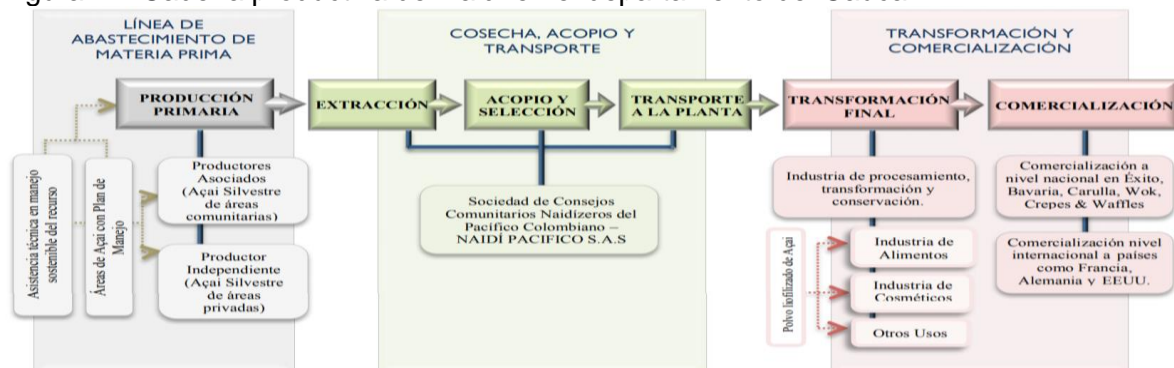 LÍNEA DE
ABASTECIMIENTO DE
MATERIA PRIMA
COSECHA, ACOPIO Y
TRANSPORTE
TRANSFORMACIÓN Y
COMERCIALIZACIÓN
PRODUCCIÓN
PRIMARIA
EXTRACCIÓN
ACOPIO Y
SELECCIÓN
TRANSPORTE
A LA PLANTA
TRANSFORMACIÓN
FINAL
COMERCIALIZACIÓN
Asistencia técnica en manejo
sostenible del recurso
Áreas de Açai con Plan de
Manejo
Productores
Asociados
(Açai Silvestre
de áreas
comunitarias)
Productor
Independiente
(Açai Silvestre
de áreas
privadas)
Sociedad de Consejos
Comunitarios Naidízeros del
Pacífico Colombiano –
NAIDÍ PACIFICO S.A.S
Industria de procesamiento,
transformación y
conservación.
Polvo liofilizado de Açai
Industria de
Alimentos
Industria de
Cosméticos
Otros Usos
Comercialización a
nivel nacional en Éxito,
Bavaria, Carulla, Wok,
Crepes & Waffles
Comercialización nivel
internacional a países
como Francia,
Alemania y EEUU.